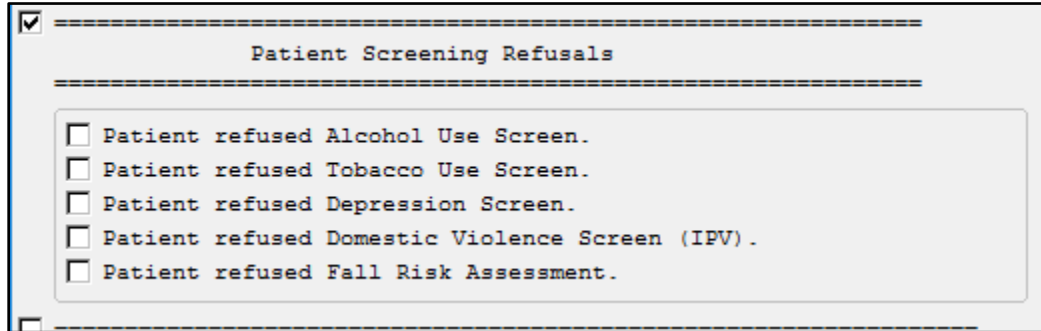 ==============================================================
Patient Screening Refusals
==============================================================
Patient refused Alcohol Use Screen.
Patient refused Tobacco Use Screen.
Patient refused Depression Screen.
Patient refused Domestic Violence Screen (IPV).
Patient refused Fall Risk Assessment.
==================================================================